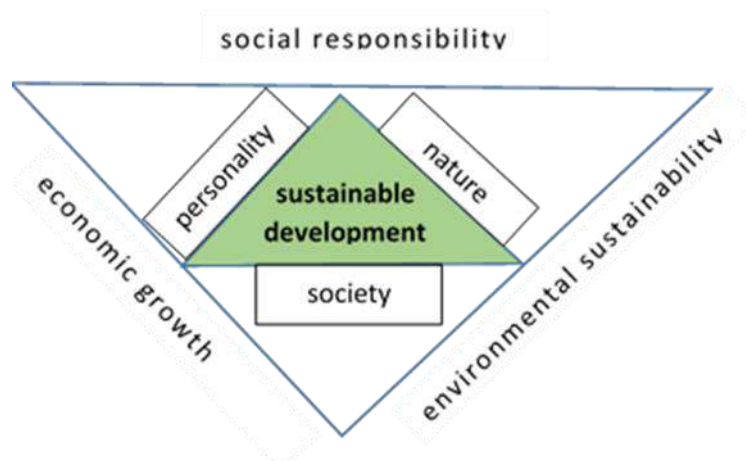 social responsibility
personality
nature
sustainable
development
society
economic growth
environmental sustainability